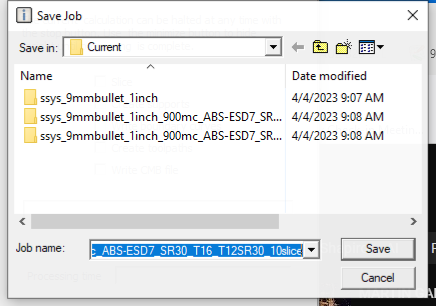 Save Job
Save in: Current
Name Date modified
ssys_9mmbullet_1inch 4/4/2023 9:07 AM
ssys_9mmbullet_1inch_900mc_ABS-ESD7_SR... 4/4/2023 9:08 AM
ssys_9mmbullet_1inch_900mc_ABS-ESD7_SR... 4/4/2023 9:08 AM
Job name: c_ABS-ESD7_SR30_T16_T12SR30_10slice
Save
Cancel